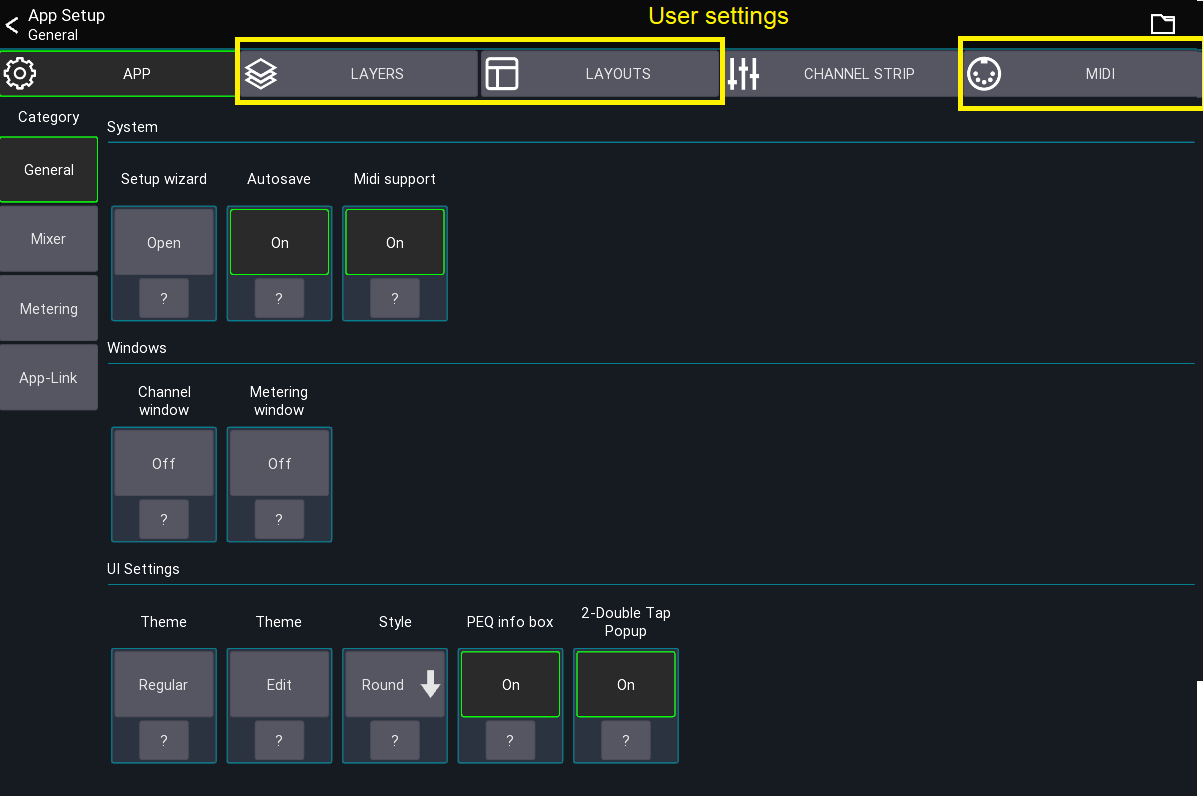 User settings
App Setup
General
APP
LAYERS
LAYOUTS
CHANNEL STRIP
MIDI
Category
General
Mixer
Metering
App-Link
System
Setup wizard
Autosave
Midi support
Open
On
On
?
?
?
Windows
Channel
window
Metering
window
Off
Off
?
?
UI Settings
Theme
Theme
Style
PEQ info box
2-Double Tap
Popup
Regular
Edit
Round
On
On
?
?
?
?
?